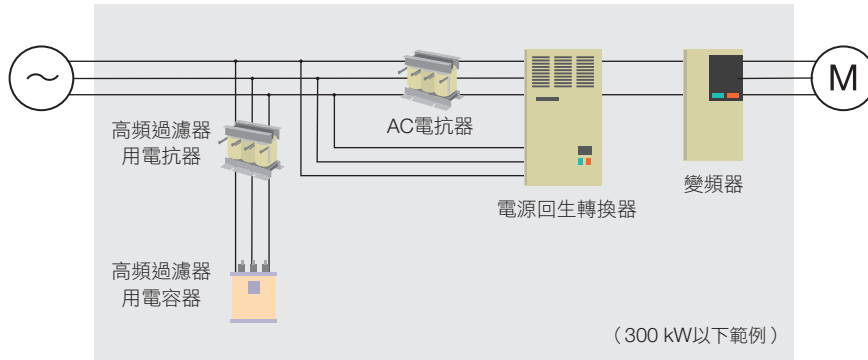 高頻過濾器
用電抗器
AC電抗器
電源回生轉換器
變頻器
M
高頻過濾器
用電容器
（300 kW以下範例）